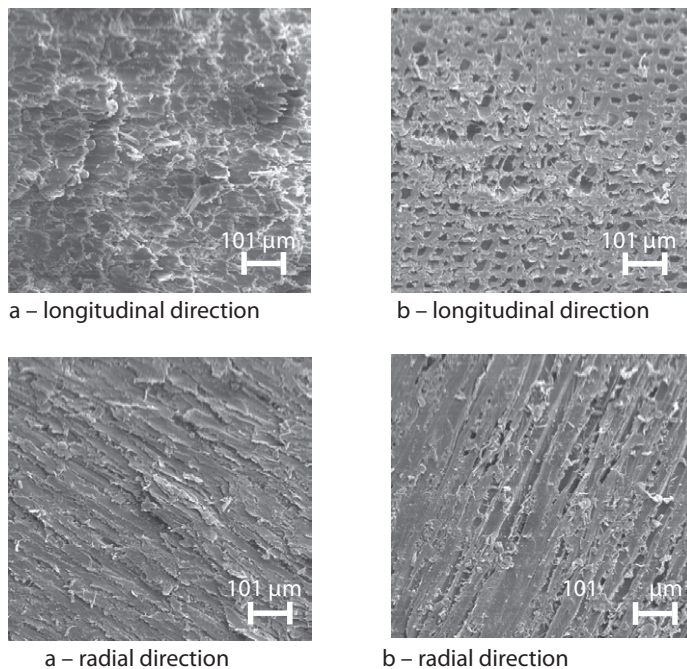 101 µm
101 µm
a – longitudinal direction
b – longitudinal direction
101 µm
101 µm
a – radial direction
b – radial direction